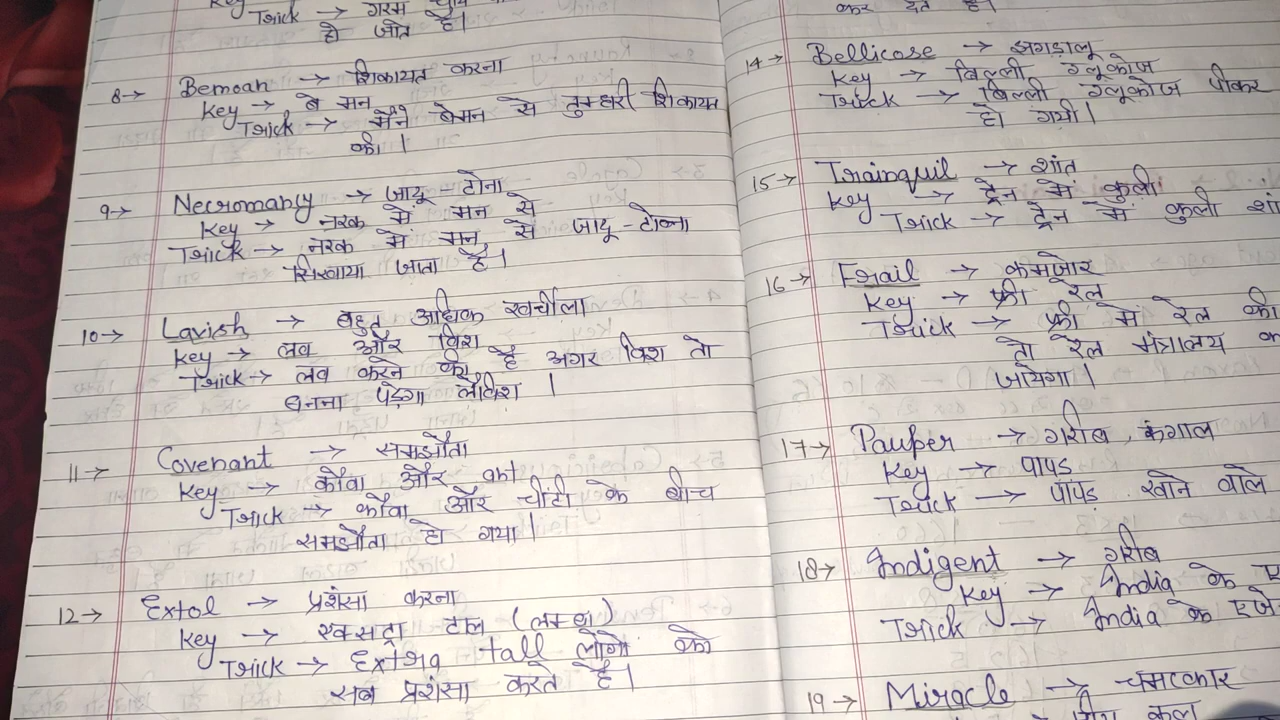 Trick → गरम
हो जाते है।
8→ Bemoan → शिकायत करना
Key → बे मन
Trick → मैंने बेमन से तुम्हारी शिकायत
की।
9→ Necromancy → जादू-टोना
Key → नरक में मन से
Trick → नरक में मन से जादू-टोना
सिखाया जाता है।
10→ Lavish → बहुत अधिक खर्चीला
Key → लव और विश
Trick → लव करने की है अगर विश तो
बनना पड़ेगा लैविश।
11→ Covenant → समझौता
Key → कौवा और ant
Trick → कौवा और चींटी के बीच
समझौता हो गया।
12→ Extol → प्रशंसा करना
Key → एक्सट्रा टाल (लम्बा)
Trick → Extra tall लोगो को
सब प्रशंसा करते है।
कर देते है।
14→ Bellicose → झगड़ालू
Key → बिल्ली ग्लूकोज
Trick → बिल्ली ग्लूकोज पीकर
हो गयी।
15→ Trainquil → शांत
Key → ट्रेन में कुली
Trick → ट्रेन में कुली
16→ Frail → कमजोर
Key → फ्री रेल
Trick → फ्री में रेल की
तो रेल मंत्रालय
जायेगा।
17→ Pauper → गरीब, कंगाल
Key → पापड़
Trick → पापड़ खाने वाले
18→ Indigent → गरीब
Key → India के
Trick → India के
19→ Miracle → चमत्कार